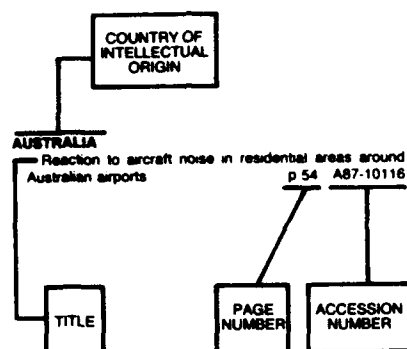 COUNTRY OF
INTELLECTUAL
ORIGIN
AUSTRALIA
Reaction to aircraft noise in residential areas around
Australian airports p 54 A87-10116
TITLE
PAGE
NUMBER
ACCESSION
NUMBER